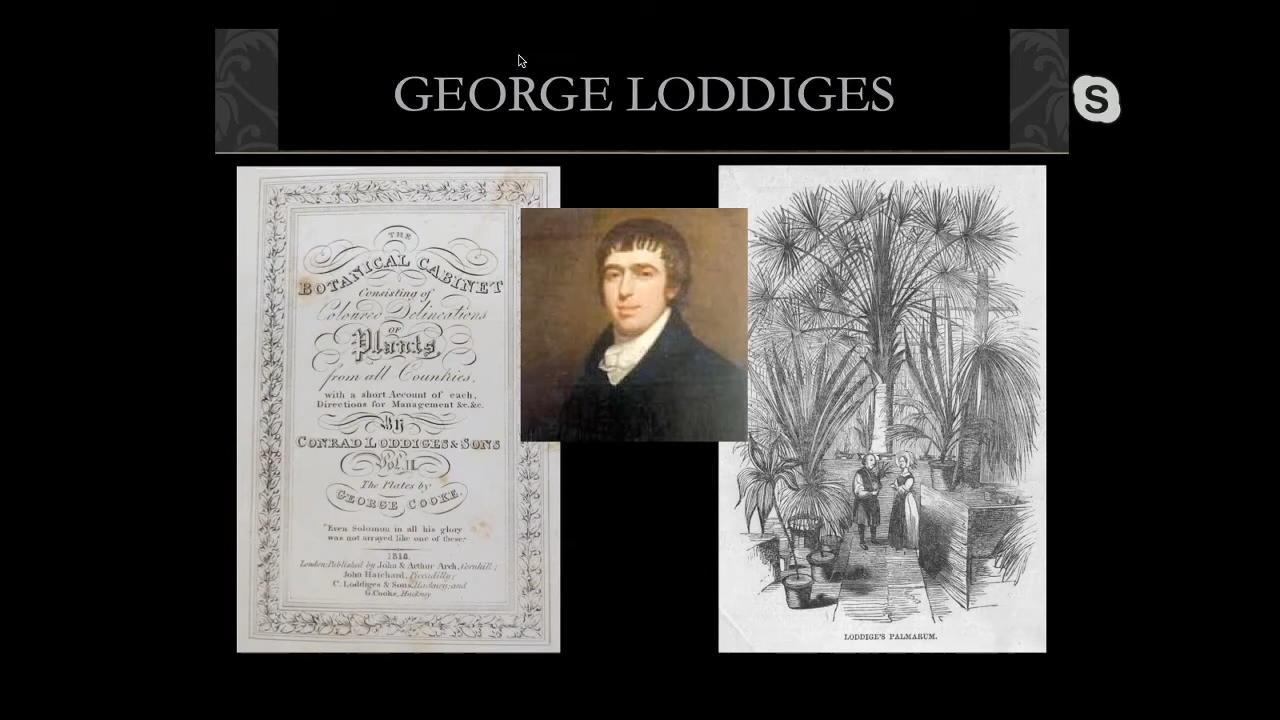 GEORGE LODDIGES
S
THE
BOTANICAL CABINET
Consisting of
Coloured Delineations
OF
Plants,
from all Countries,
with a short Account of each,
Directions for Management &c.&c.
By
CONRAD LODDIGES & SONS
Vol. II.
The Plates by
GEORGE COOKE.
"Even Solomon in all his glory
was not arrayed like one of these"
1818.
London: Published by John & Arthur Arch, Cornhill;
John Hatchard, Piccadilly;
C. Loddiges & Sons, Hackney; and
G. Cooke, Hackney
LODDIGE'S PALMARUM.